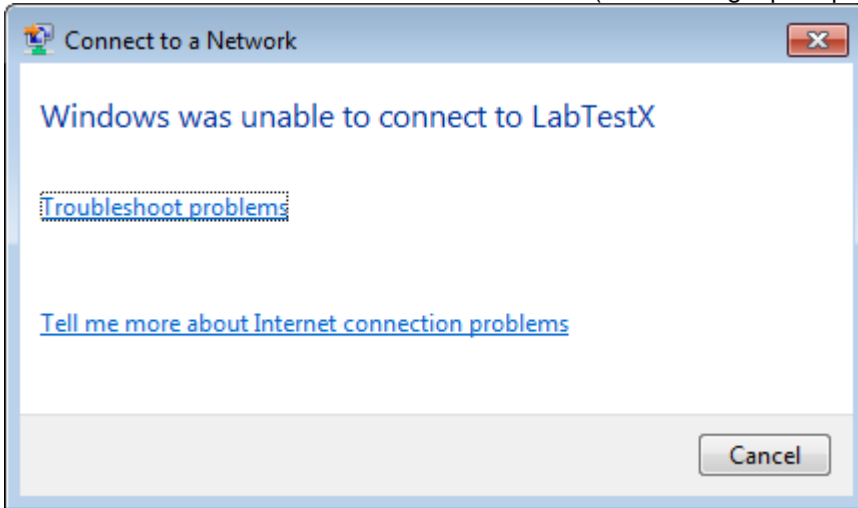 Connect to a Network
Windows was unable to connect to LabTestX
Troubleshoot problems
Tell me more about Internet connection problems
Cancel